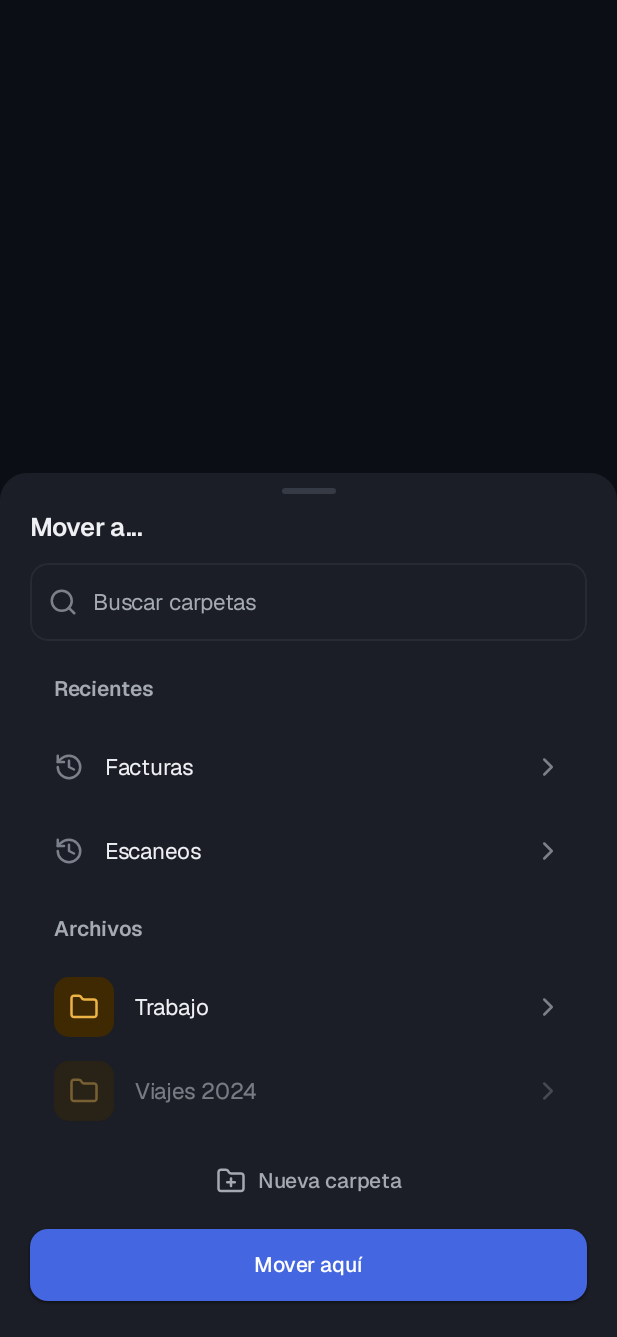 Mover a...
Buscar carpetas
Recientes
Facturas
Escaneos
Archivos
Trabajo
Viajes 2024
Nueva carpeta
Mover aquí